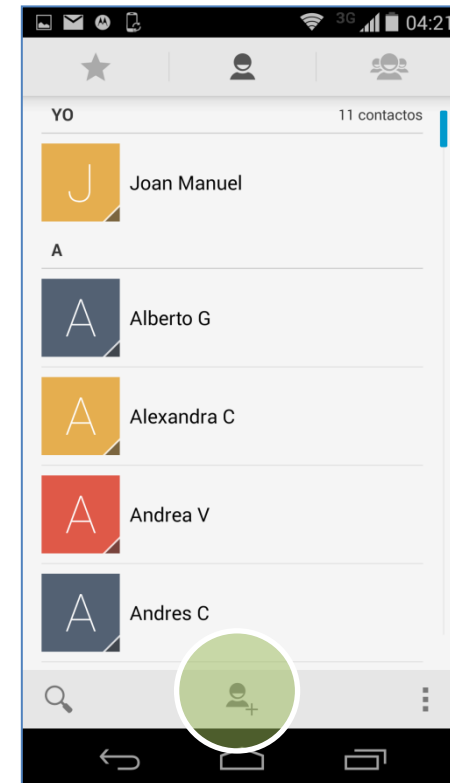 3G 04:21
YO 11 contactos
J Joan Manuel
A
A Alberto G
A Alexandra C
A Andrea V
A Andres C